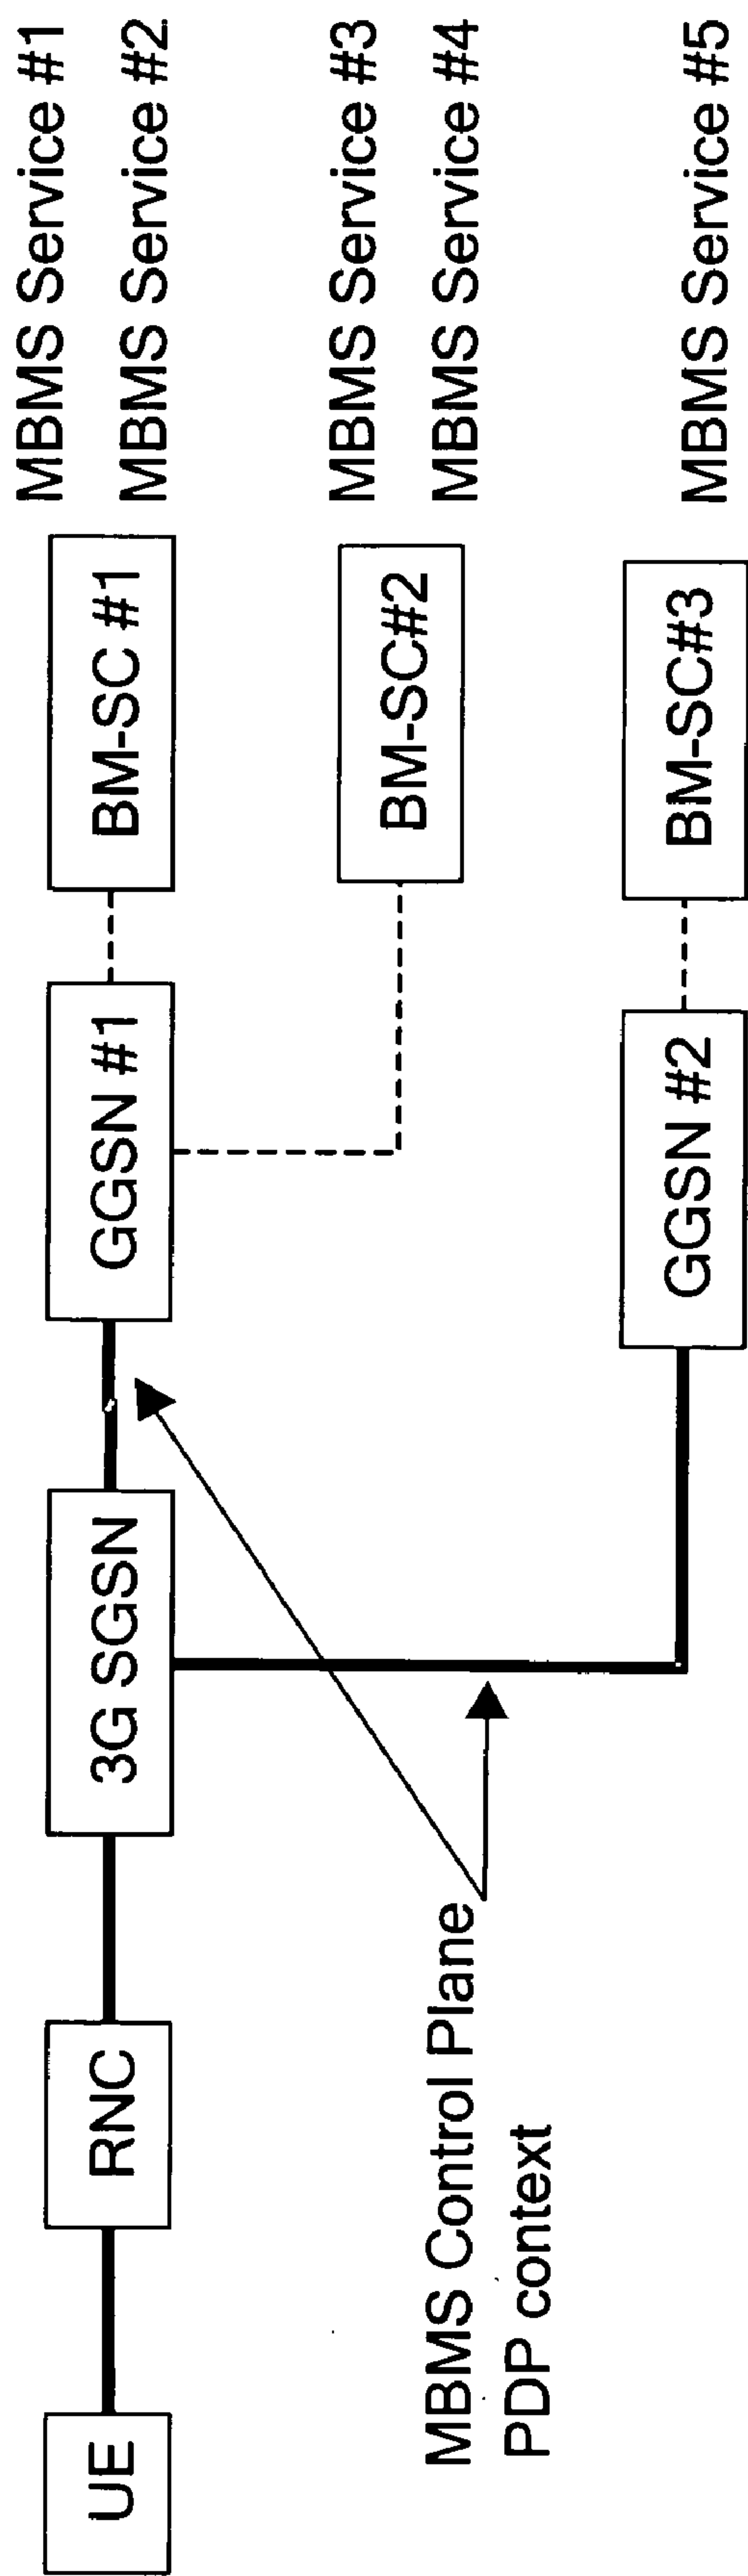 UE
RNC
3G SGSN
GGSN #1
BM-SC #1
MBMS Service #1
MBMS Service #2
BM-SC#2
MBMS Service #3
MBMS Service #4
MBMS Control Plane
PDP context
GGSN #2
BM-SC#3
MBMS Service #5